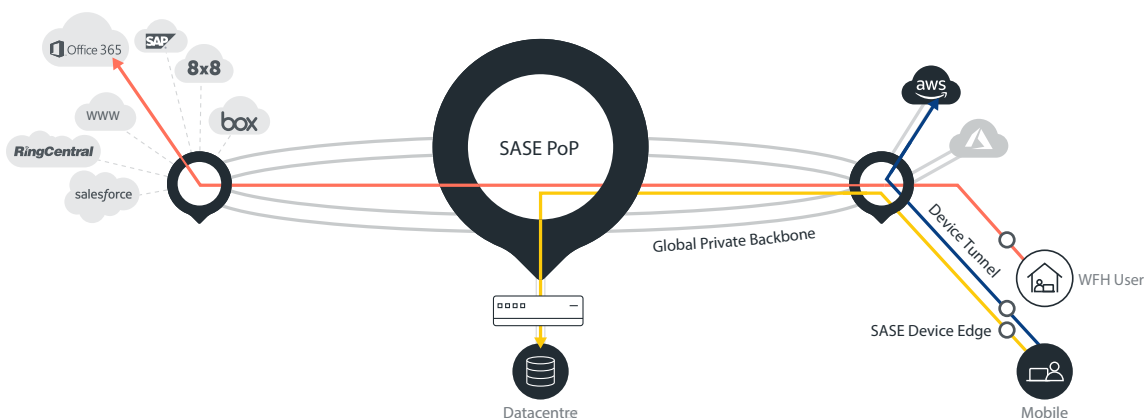 Office 365
SAP
8x8
www
box
RingCentral
salesforce
SASE PoP
aws
Global Private Backbone
Device Tunnel
WFH User
SASE Device Edge
Datacentre
Mobile